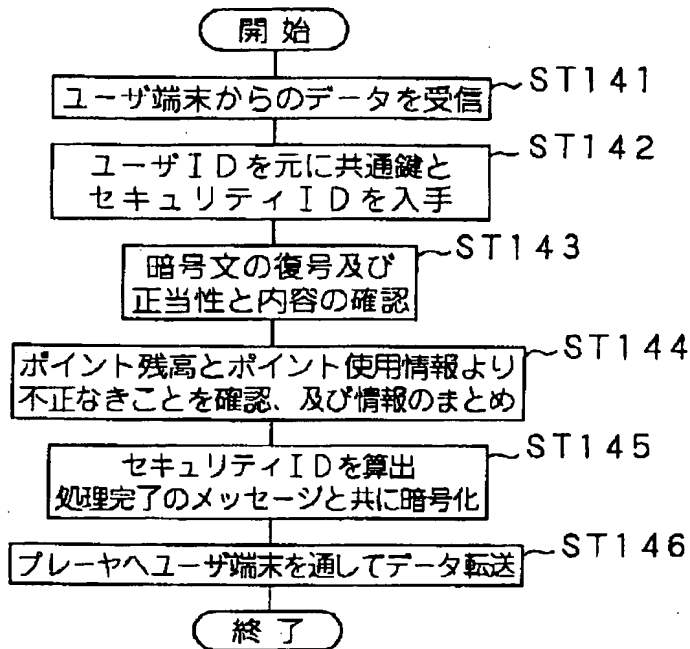 開始
ユーザ端末からのデータを受信
ST141
ユーザIDを元に共通鍵と
セキュリティIDを入手
ST142
暗号文の復号及び
正当性と内容の確認
ST143
ポイント残高とポイント使用情報より
不正なきことを確認、及び情報のまとめ
ST144
セキュリティIDを算出
処理完了のメッセージと共に暗号化
ST145
プレーヤへユーザ端末を通してデータ転送
ST146
終了